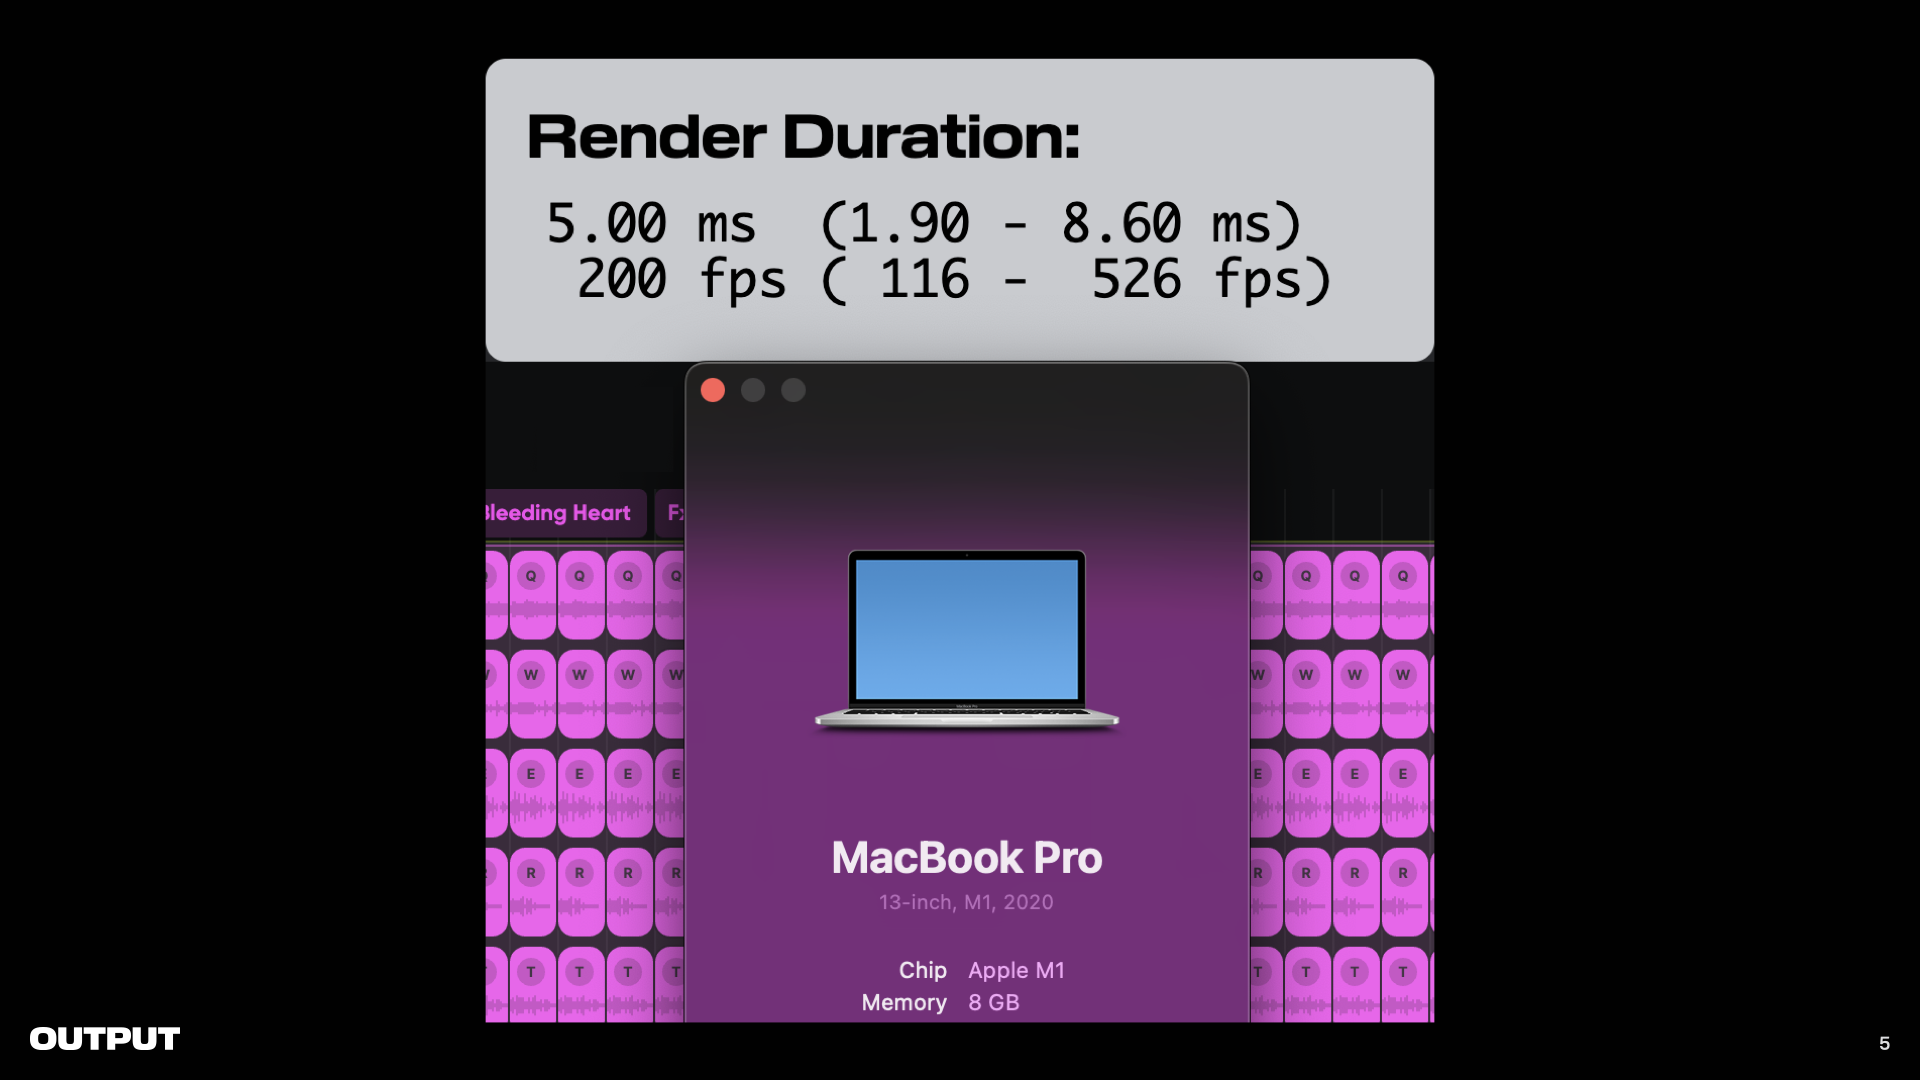 Render Duration:
5.00 ms (1.90 - 8.60 ms)
200 fps ( 116 - 526 fps)
Bleeding Heart
Q Q Q Q Q Q Q Q
W W W W W W W W
E E E E E E E E
R R R R R R R R
T T T T T T T T
MacBook Pro
13-inch, M1, 2020
Chip Apple M1
Memory 8 GB
OUTPUT
5